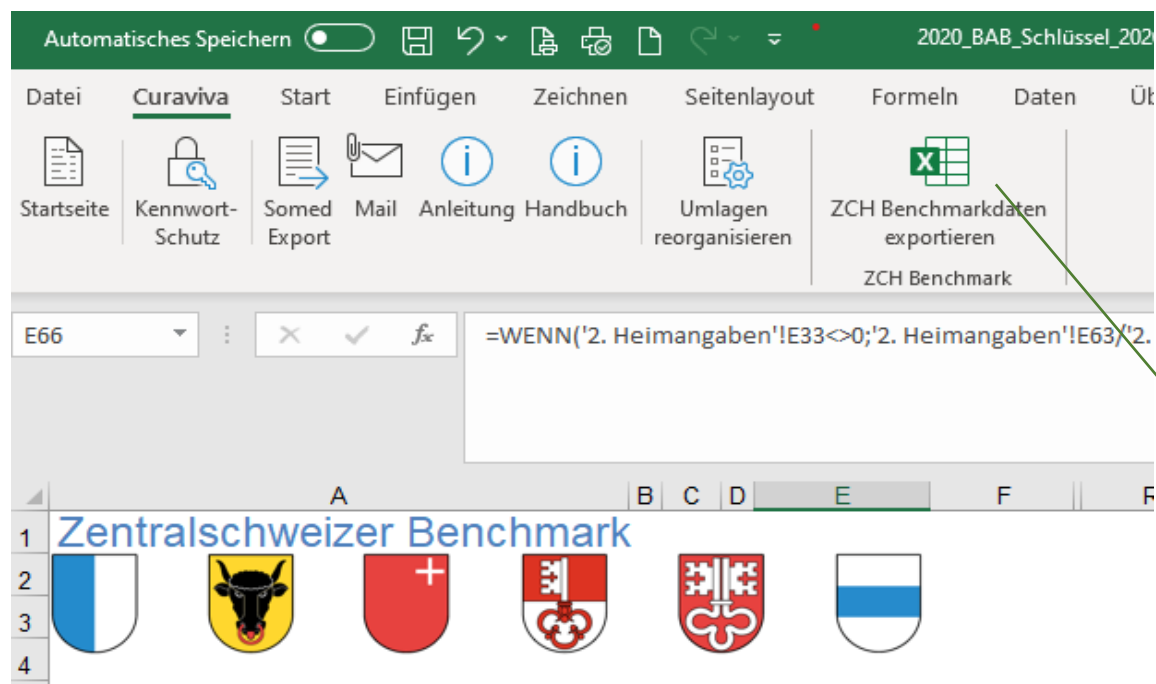 Automatisches Speichern 2020_BAB_Schlüssel_202
Datei Curaviva Start Einfügen Zeichnen Seitenlayout Formeln Daten Üb
Startseite Kennwort- Somed Mail Anleitung Handbuch Umlagen ZCH Benchmarkdaten
Schutz Export reorganisieren exportieren
ZCH Benchmark
E66 fx =WENN('2. Heimangaben'!E33<>0;'2. Heimangaben'!E63/'2.
A B C D E F
1 Zentralschweizer Benchmark
2
3
4